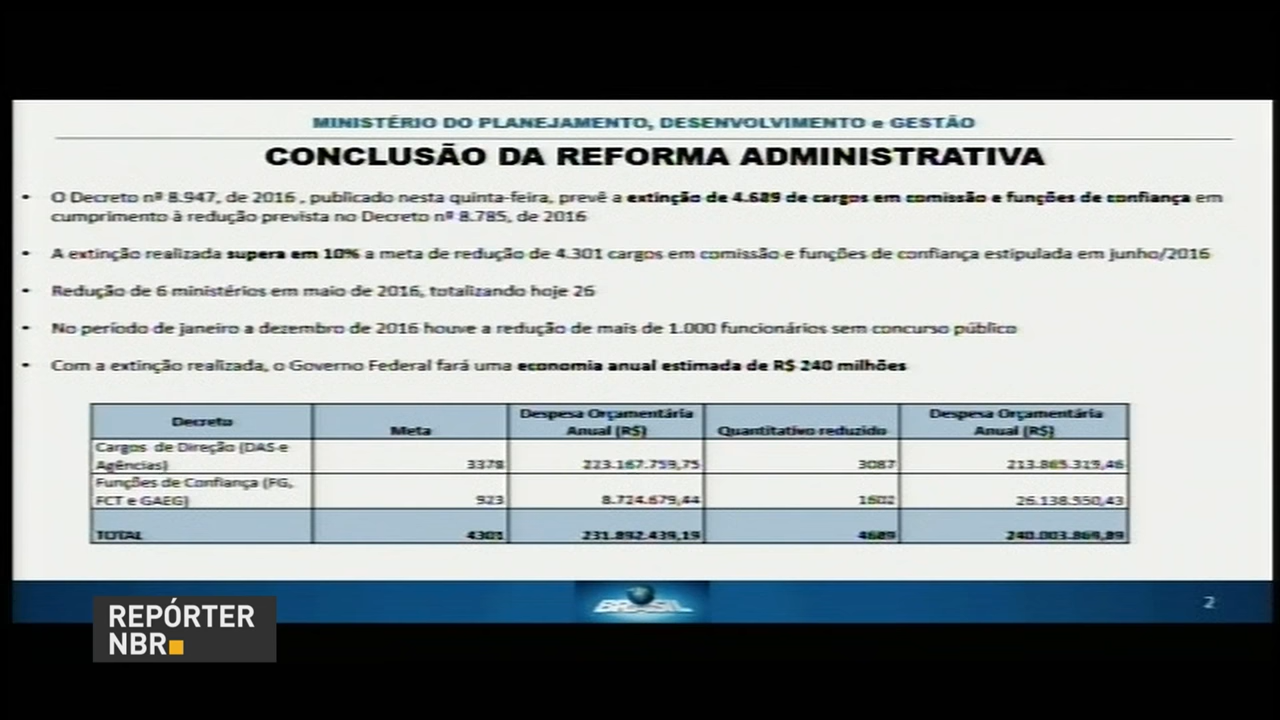 MINISTÉRIO DO PLANEJAMENTO, DESENVOLVIMENTO e GESTÃO
CONCLUSÃO DA REFORMA ADMINISTRATIVA
• O Decreto nº 8.947, de 2016 , publicado nesta quinta-feira, prevê a extinção de 4.689 de cargos em comissão e funções de confiança em
cumprimento à redução prevista no Decreto nº 8.785, de 2016
• A extinção realizada supera em 10% a meta de redução de 4.301 cargos em comissão e funções de confiança estipulada em junho/2016
• Redução de 6 ministérios em maio de 2016, totalizando hoje 26
• No período de janeiro a dezembro de 2016 houve a redução de mais de 1.000 funcionários sem concurso público
• Com a extinção realizada, o Governo Federal fará uma economia anual estimada de R$ 240 milhões
Decreto Meta Despesa Orçamentária Anual (R$) Quantitativo reduzido Despesa Orçamentária Anual (R$)
Cargos de Direção (DAS e Agências) 3378 223.167.759,75 3087 213.865.319,46
Funções de Confiança (FG, FCT e GAEG) 923 8.724.679,44 1602 26.138.550,43
TOTAL 4301 231.892.439,19 4689 240.003.869,89
BRASIL
2
REPÓRTER
NBR